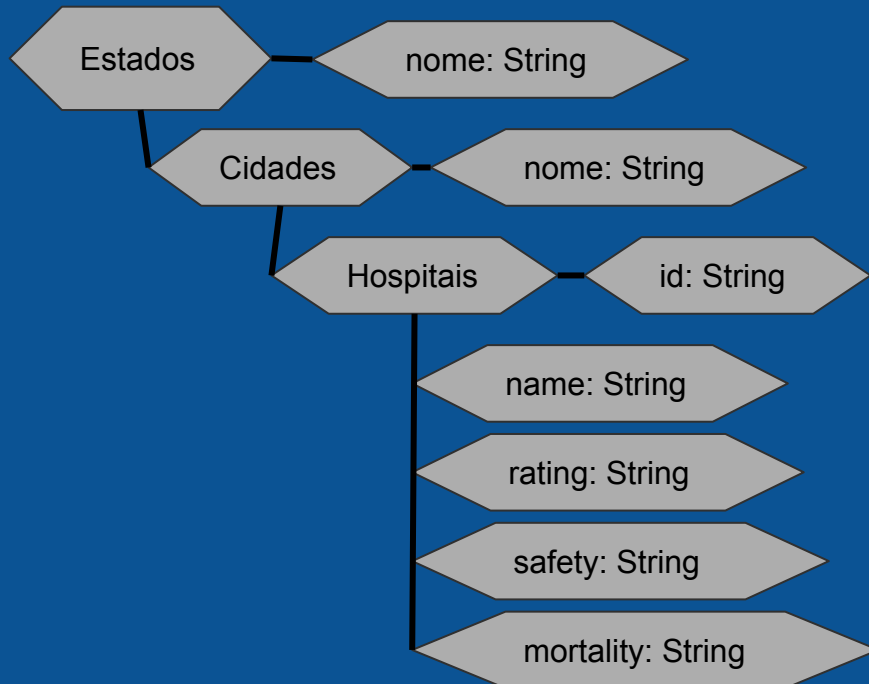 Estados
nome: String
Cidades
nome: String
Hospitais
id: String
name: String
rating: String
safety: String
mortality: String